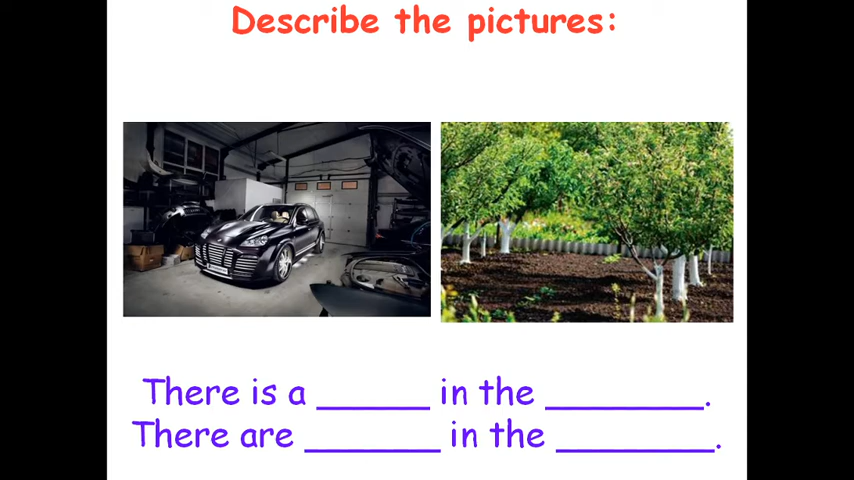 Describe the pictures:
There is a ______ in the ________.
There are _______ in the ________.